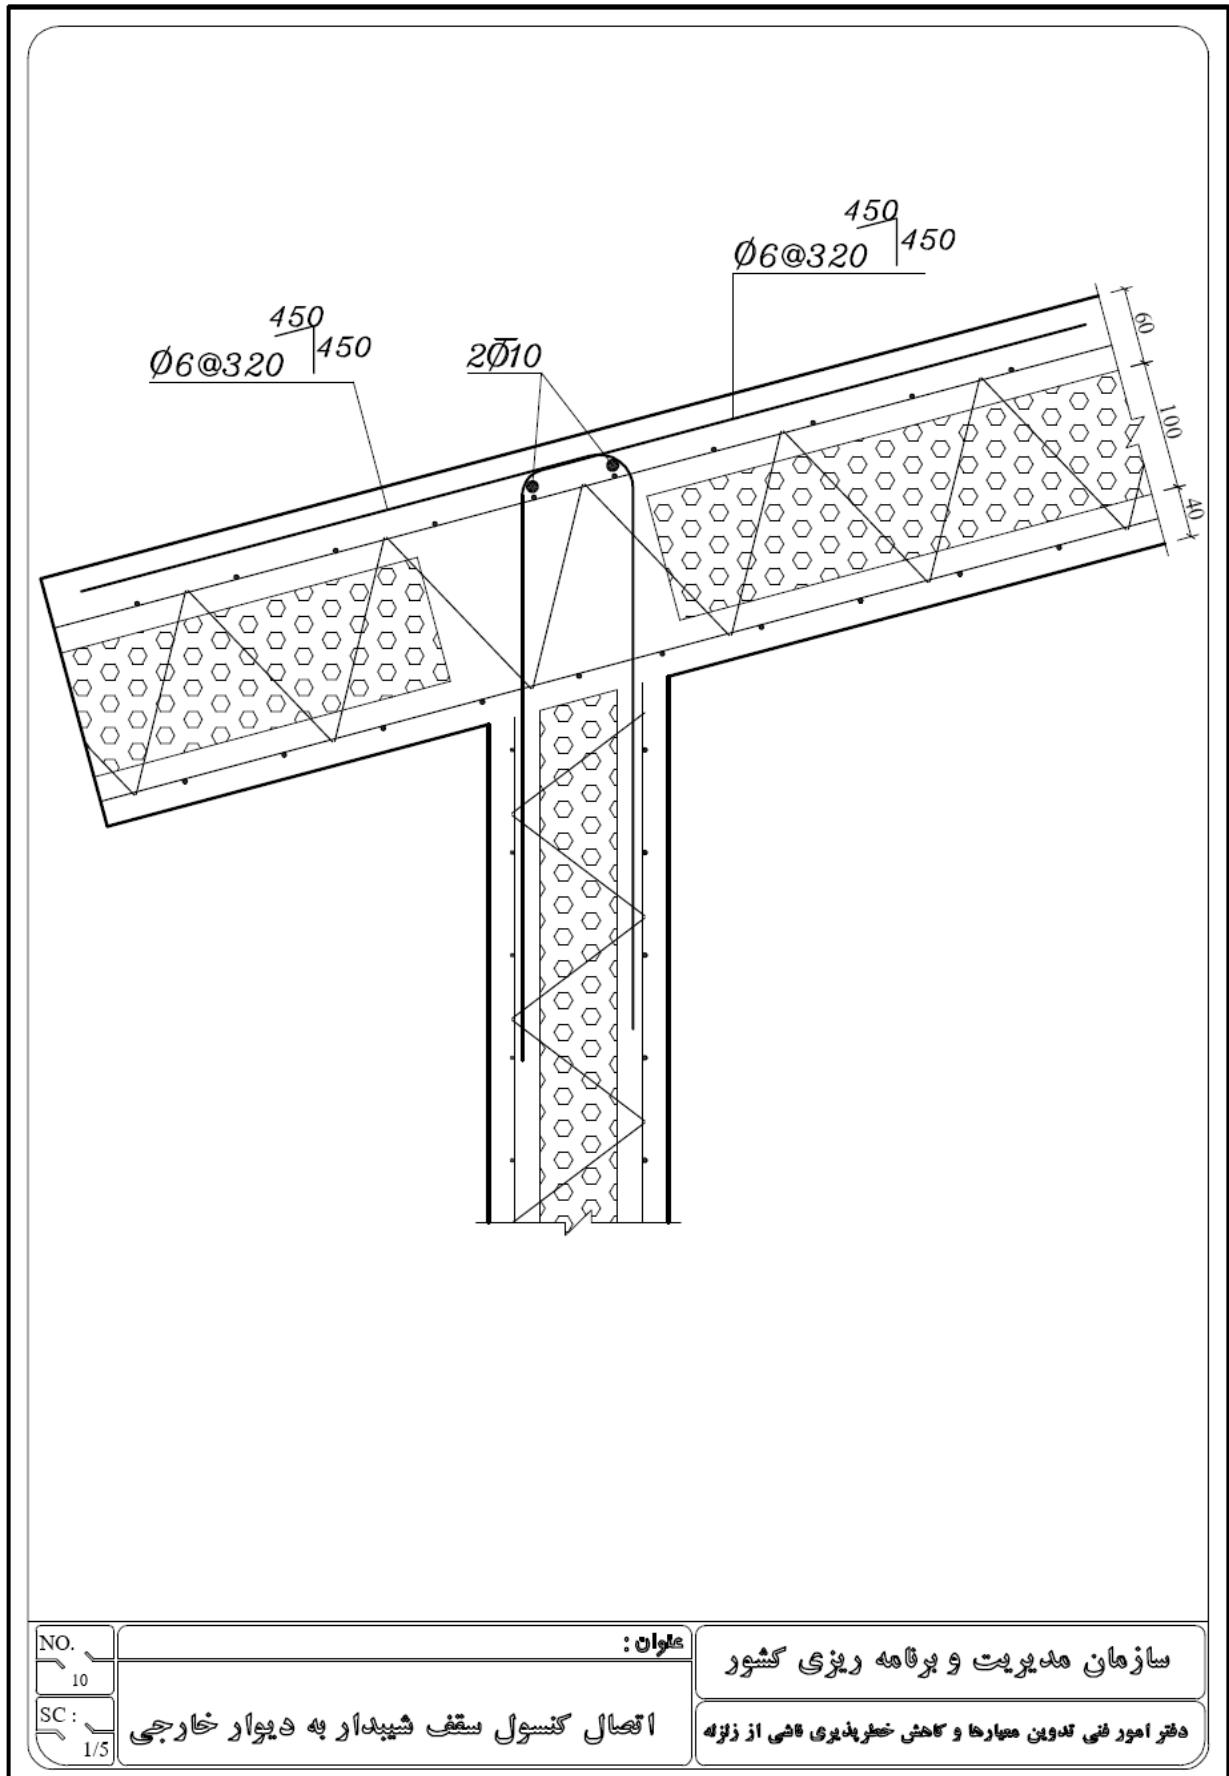 450
Ø6@320
450
450
Ø6@320
450
2Ø10
60
100
40
NO.
10
SC :
1/5
عنوان :
اتصال کنسول سقف شیبدار به دیوار خارجی
سازمان مدیریت و برنامه ریزی کشور
دفتر امور فنی تدوین معیارها و کاهش خطرپذیری ناشی از زلزله